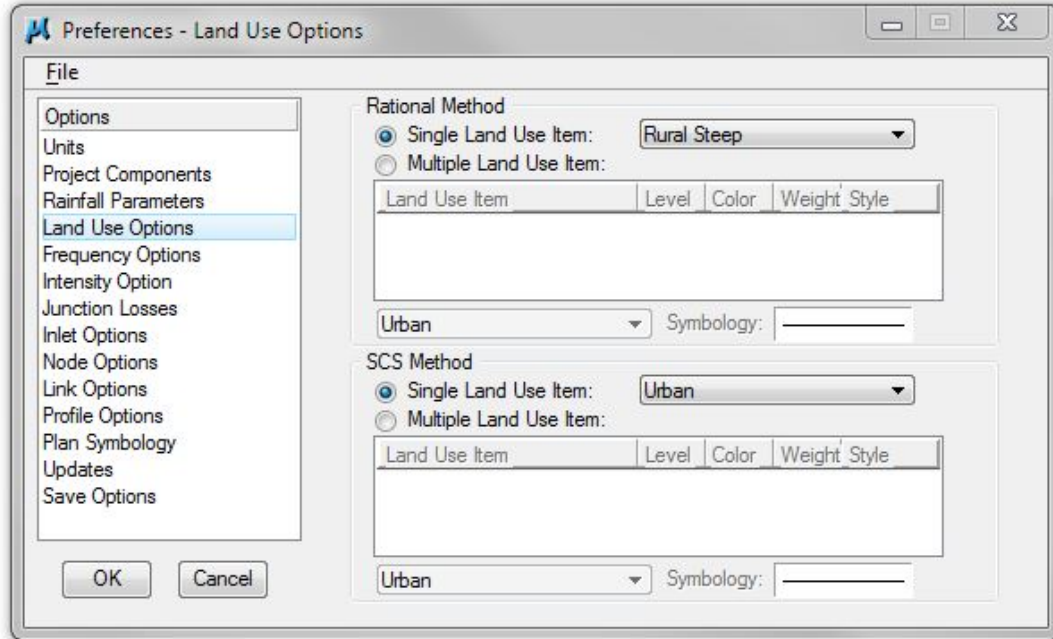 Preferences - Land Use Options
File
Options
Units
Project Components
Rainfall Parameters
Land Use Options
Frequency Options
Intensity Option
Junction Losses
Inlet Options
Node Options
Link Options
Profile Options
Plan Symbology
Updates
Save Options
OK Cancel
Rational Method
Single Land Use Item: Rural Steep
Multiple Land Use Item:
Land Use Item Level Color Weight Style
Urban Symbology:
SCS Method
Single Land Use Item: Urban
Multiple Land Use Item:
Land Use Item Level Color Weight Style
Urban Symbology: